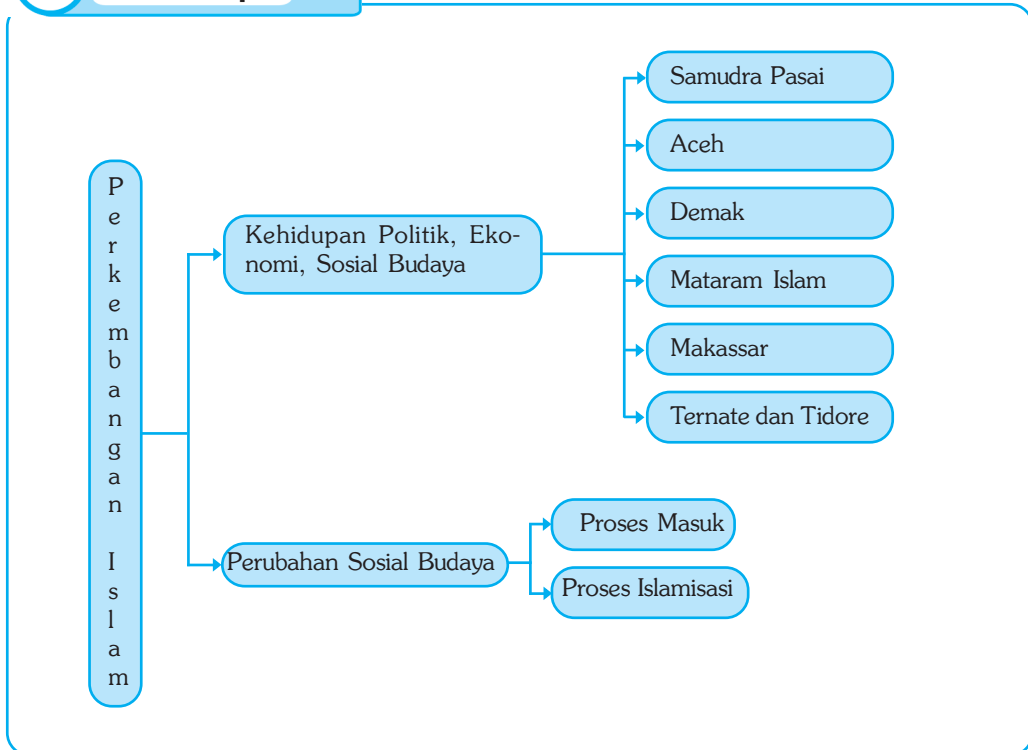 Perkembangan Islam
Kehidupan Politik, Eko-
nomi, Sosial Budaya
Samudra Pasai
Aceh
Demak
Mataram Islam
Makassar
Ternate dan Tidore
Perubahan Sosial Budaya
Proses Masuk
Proses Islamisasi